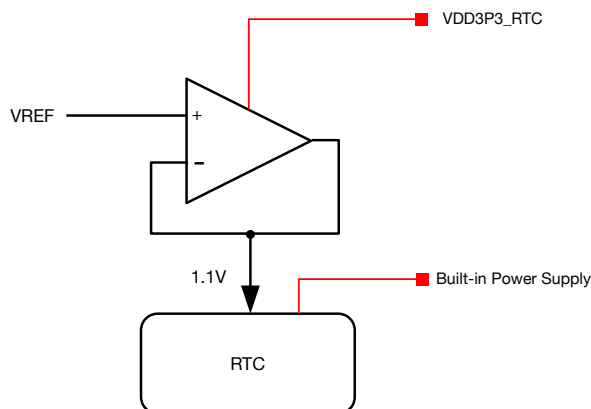 VDD3P3_RTC
VREF
+
-
1.1V
Built-in Power Supply
RTC